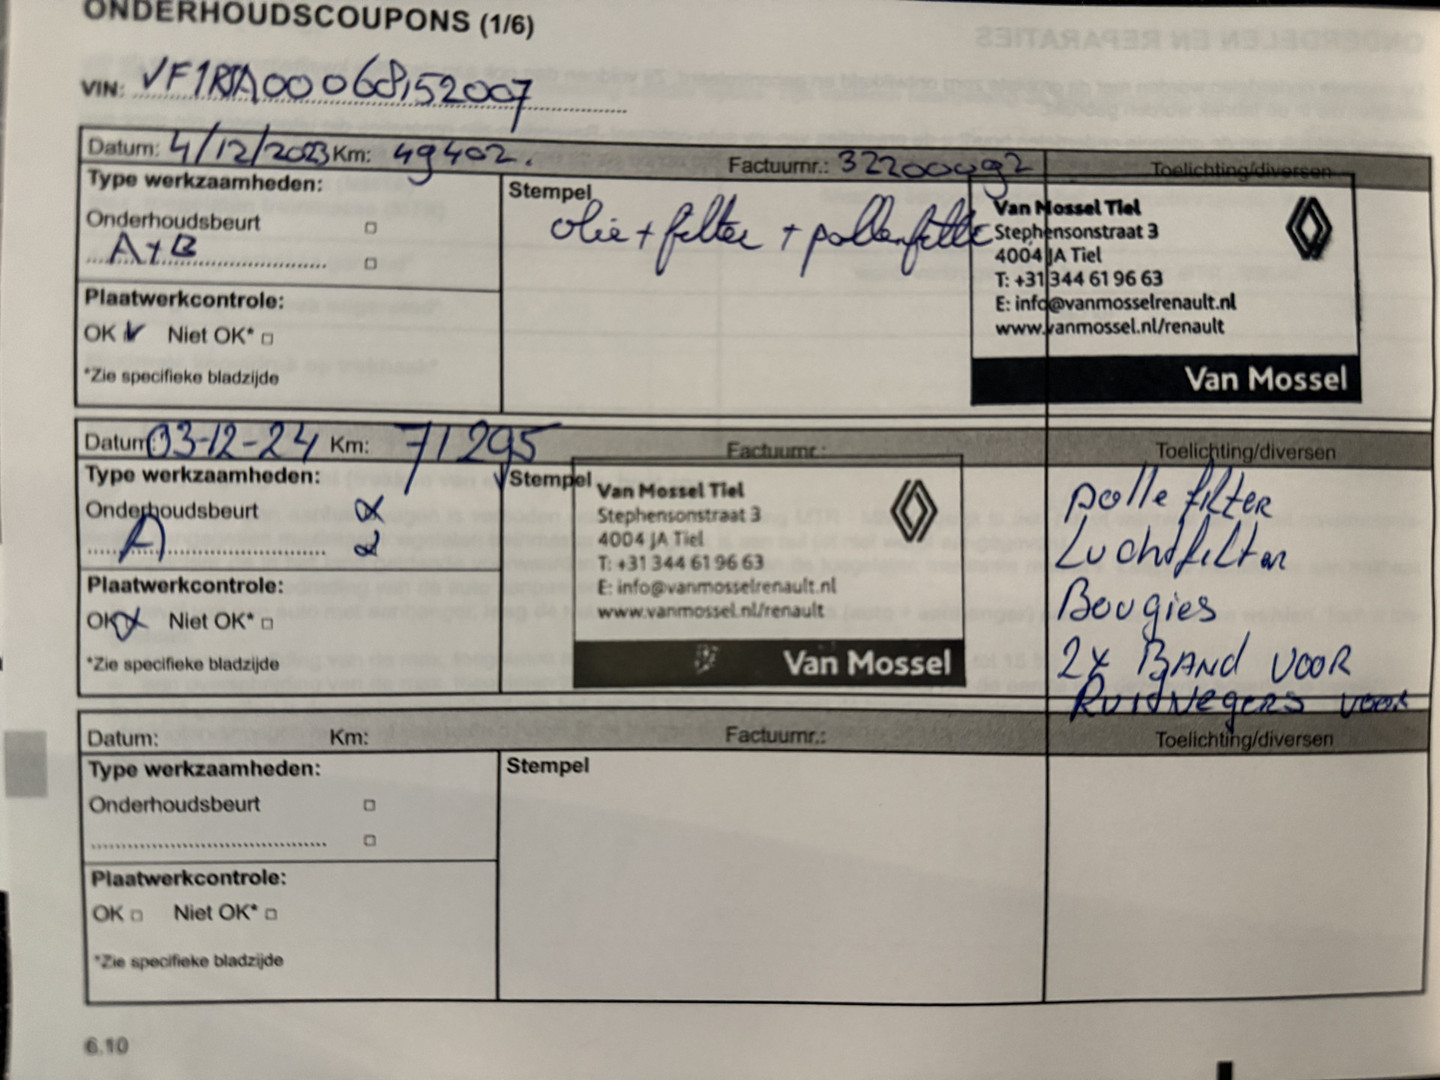 ONDERHOUDSCOUPONS (1/6)
VIN: VF1RJA00068152007
Datum: 4/12/2023 Km: 49402. Factuurnr.: 32200092 Toelichting/diversen
Type werkzaamheden:
Onderhoudsbeurt
A+B
Plaatwerkcontrole:
OK Niet OK*
*Zie specifieke bladzijde
Stempel
olie + filter + pollenfilter
Van Mossel Tiel
Stephensonstraat 3
4004 JA Tiel
T: +31 344 61 96 63
E: info@vanmosselrenault.nl
www.vanmossel.nl/renault
Van Mossel
Datum: 03-12-24 Km: 71295 Factuurnr.: Toelichting/diversen
Type werkzaamheden:
Onderhoudsbeurt
A
Plaatwerkcontrole:
OK Niet OK*
*Zie specifieke bladzijde
Stempel
Van Mossel Tiel
Stephensonstraat 3
4004 JA Tiel
T: +31 344 61 96 63
E: info@vanmosselrenault.nl
www.vanmossel.nl/renault
Van Mossel
polle filter
Luchtfilter
Bougies
2x BAND VOOR
Ruitwegers voor
Datum: Km: Factuurnr.: Toelichting/diversen
Type werkzaamheden:
Onderhoudsbeurt
Plaatwerkcontrole:
OK Niet OK*
*Zie specifieke bladzijde
Stempel
6.10